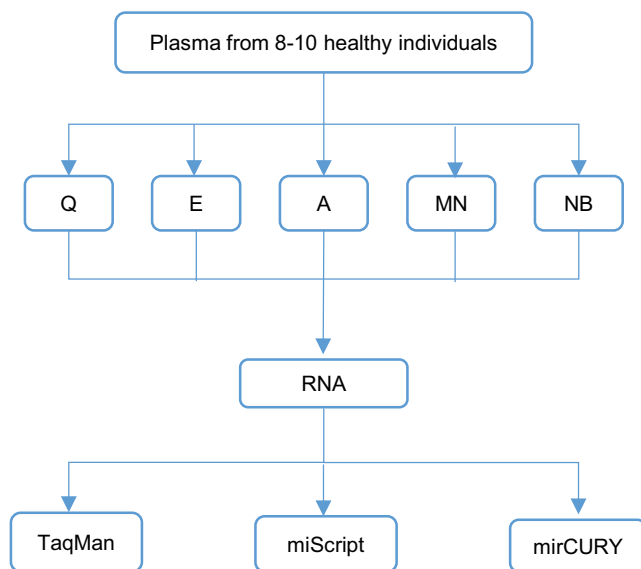 Plasma from 8-10 healthy individuals
Q
E
A
MN
NB
RNA
TaqMan
miScript
mirCURY